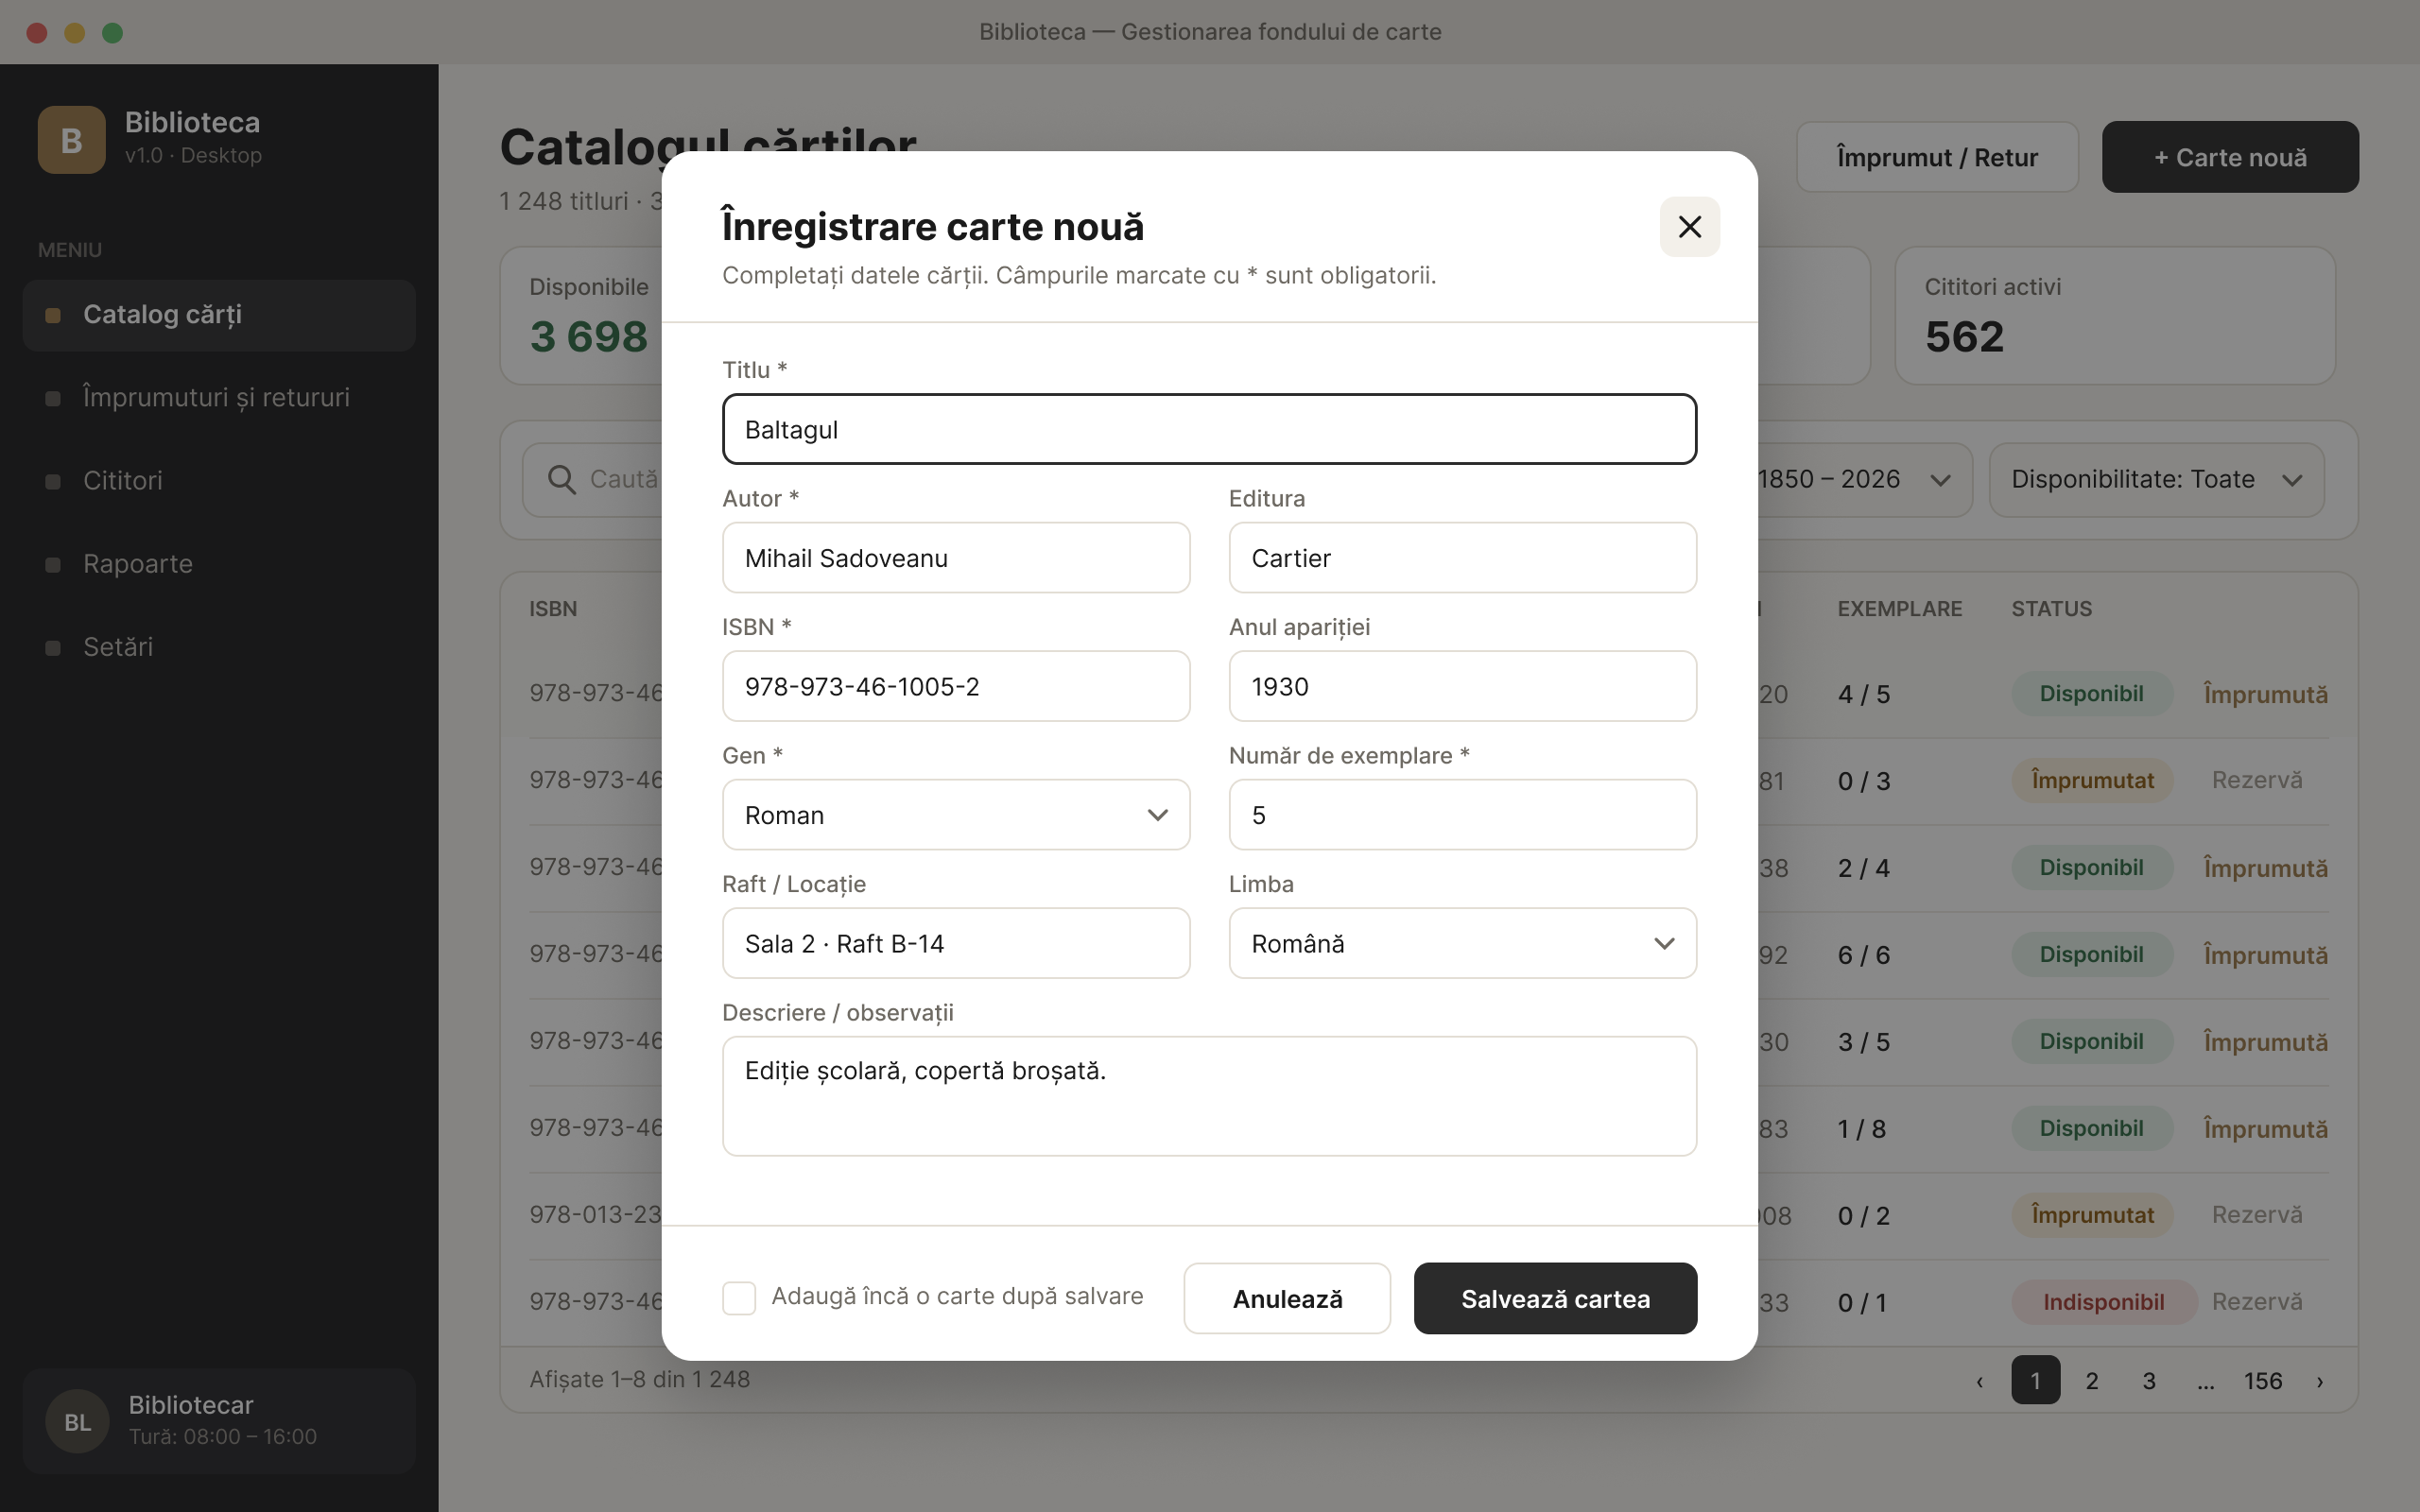 Biblioteca — Gestionarea fondului de carte
B
Biblioteca
v1.0 · Desktop
MENIU
Catalog cărți
Împrumuturi și retururi
Cititori
Rapoarte
Setări
BL
Bibliotecar
Tură: 08:00 – 16:00
Catalogul cărților
1 248 titluri · 3
Împrumut / Retur
+ Carte nouă
Disponibile
3 698
Cititori activi
562
Caută
1850 – 2026
Disponibilitate: Toate
ISBN
EXEMPLARE
STATUS
978-973-46
20
4 / 5
Disponibil
Împrumută
978-973-46
81
0 / 3
Împrumutat
Rezervă
978-973-46
38
2 / 4
Disponibil
Împrumută
978-973-46
92
6 / 6
Disponibil
Împrumută
978-973-46
30
3 / 5
Disponibil
Împrumută
978-973-46
83
1 / 8
Disponibil
Împrumută
978-013-23
908
0 / 2
Împrumutat
Rezervă
978-973-46
33
0 / 1
Indisponibil
Rezervă
Afișate 1–8 din 1 248
‹ 1 2 3 ... 156 ›
Înregistrare carte nouă
Completați datele cărții. Câmpurile marcate cu * sunt obligatorii.
Titlu *
Baltagul
Autor *
Editura
Mihail Sadoveanu
Cartier
ISBN *
Anul apariției
978-973-46-1005-2
1930
Gen *
Număr de exemplare *
Roman
5
Raft / Locație
Limba
Sala 2 · Raft B-14
Română
Descriere / observații
Ediție școlară, copertă broșată.
Adaugă încă o carte după salvare
Anulează
Salvează cartea